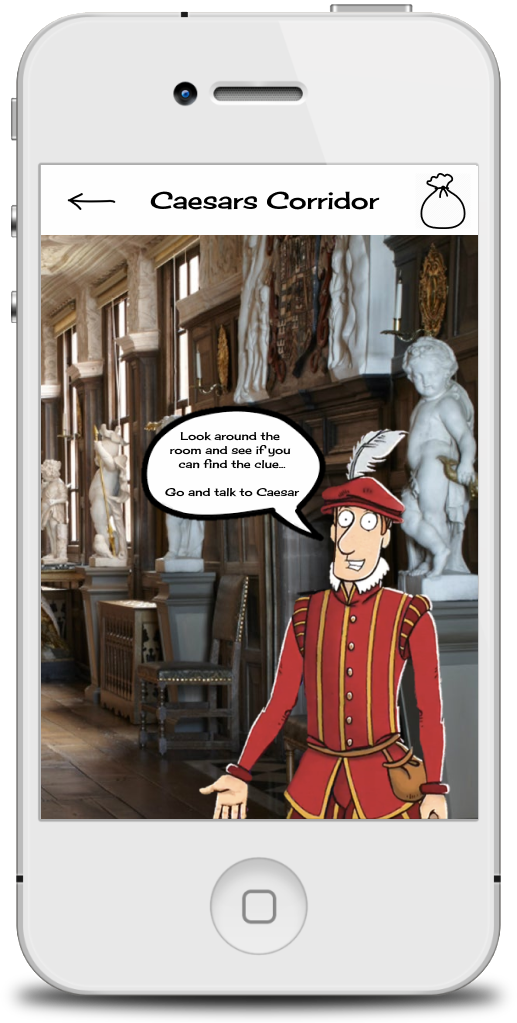 Caesars Corridor
Look around the
room and see if you
can find the clue...
Go and talk to Caesar